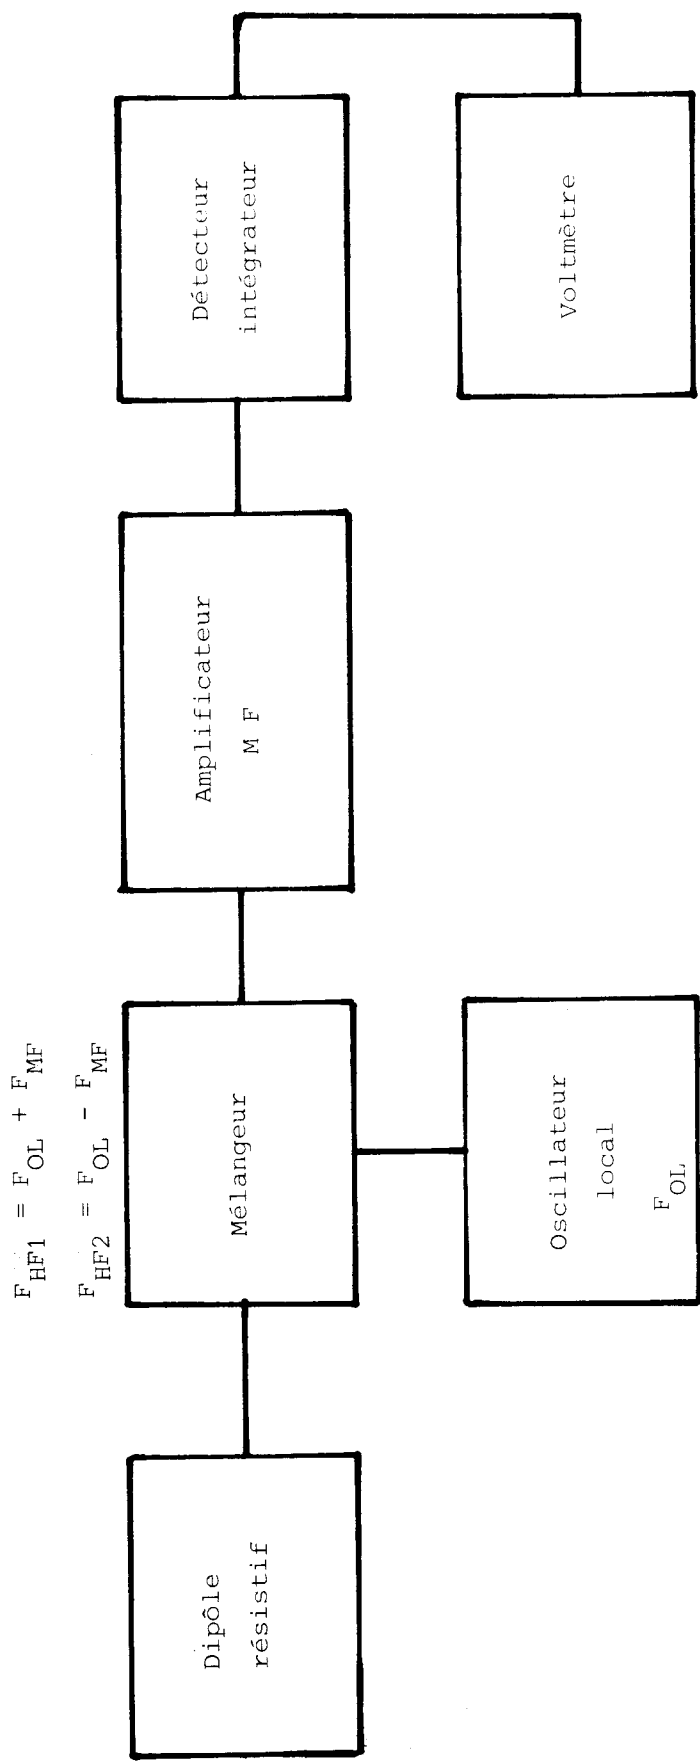 F_HF1 = F_OL + F_MF
F_HF2 = F_OL - F_MF
Dipôle
résistif
Mélangeur
Amplificateur
M F
Détecteur
intégrateur
Oscillateur
local
F_OL
Voltmètre